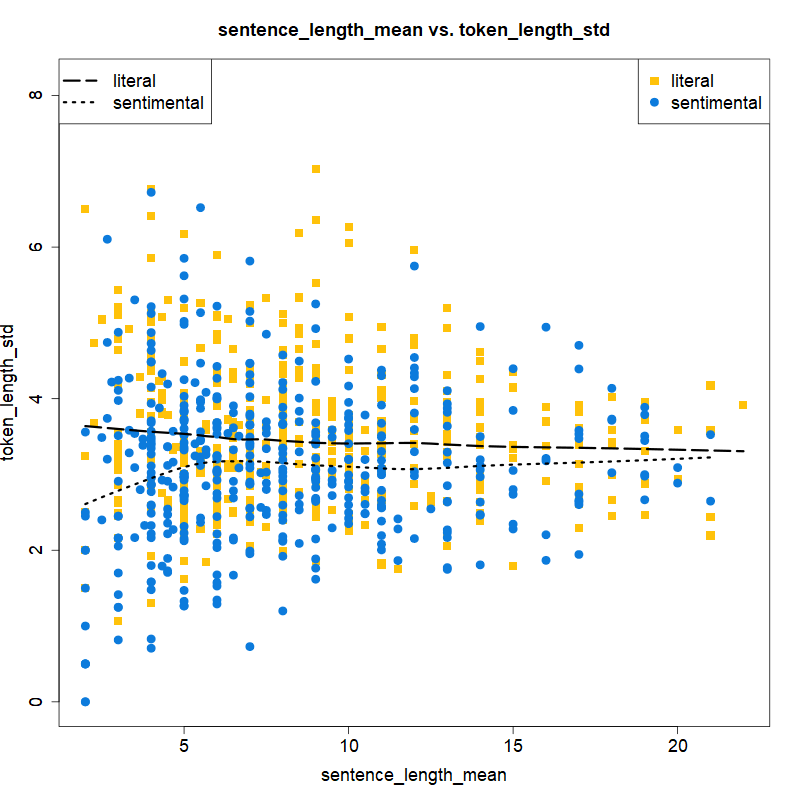 sentence_length_mean vs. token_length_std
literal
sentimental
literal
sentimental
8
6
4
2
0
token_length_std
5
10
15
20
sentence_length_mean